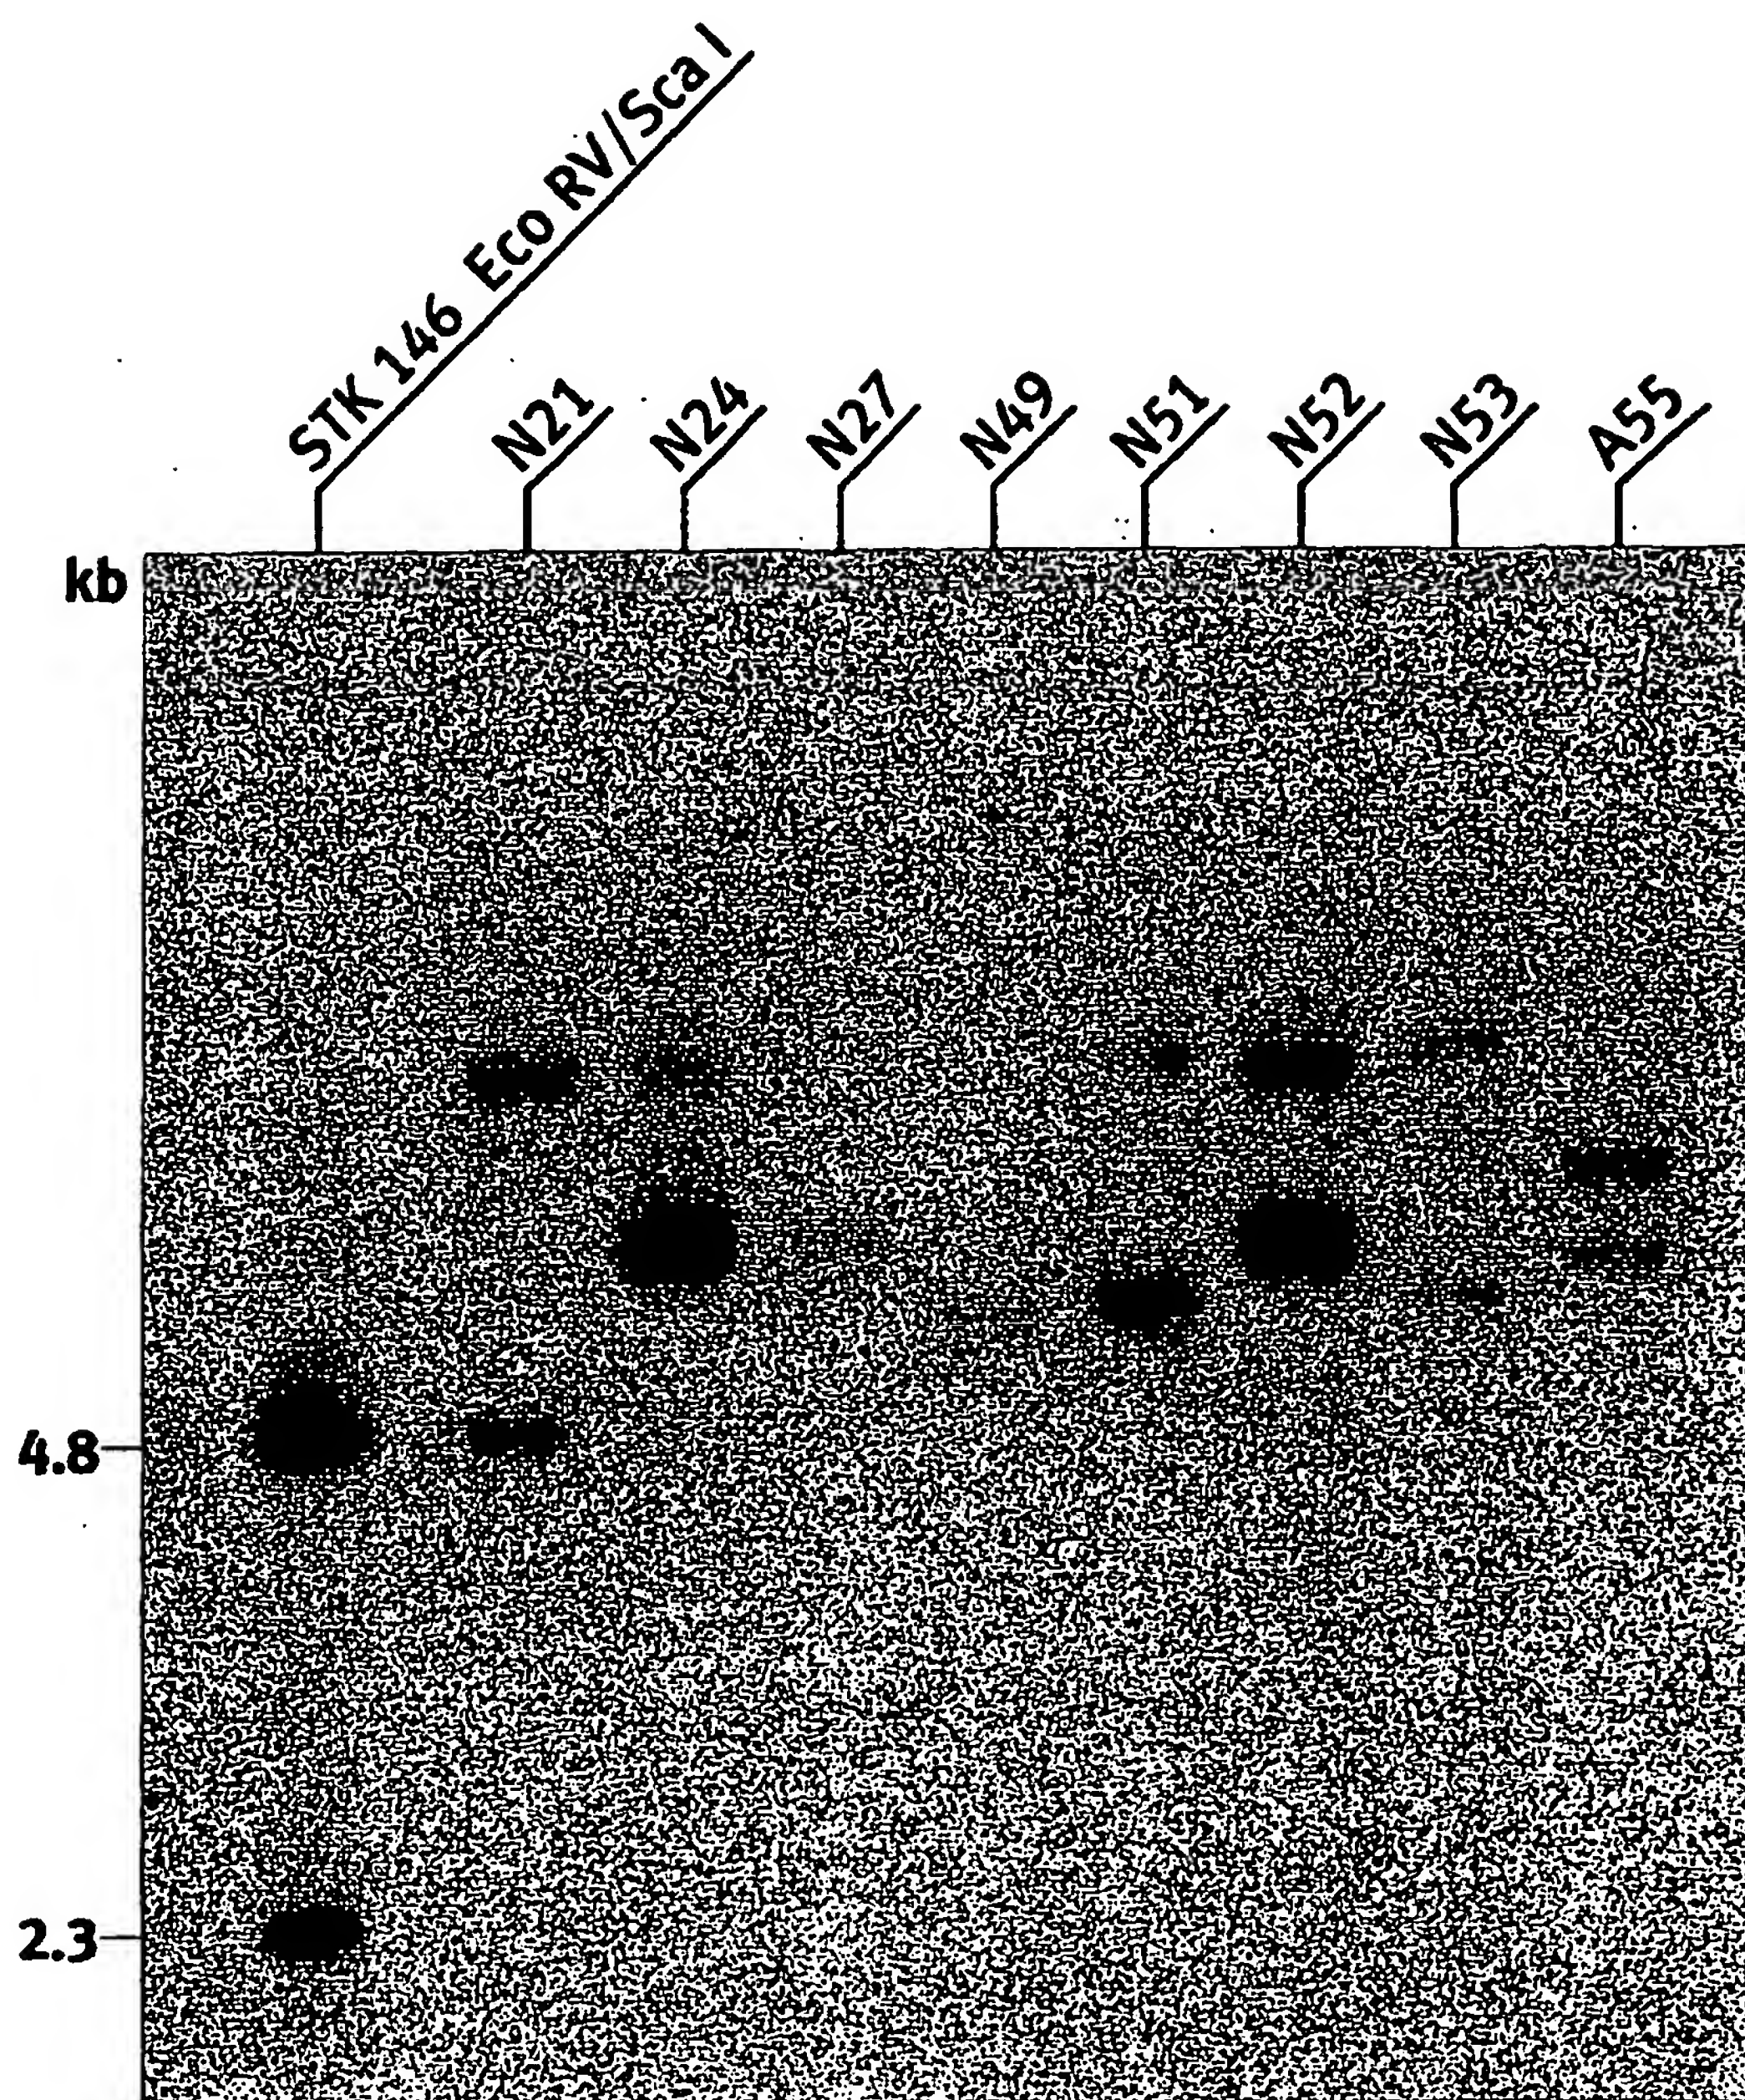 STK 146 Eco RV/Sca I
N21
N24
N27
N49
N51
N52
N53
A55
kb
4.8
2.3